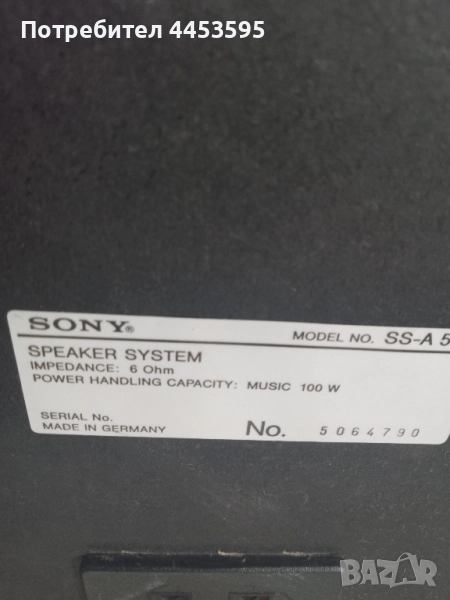 Потребител 4453595
SONY®
MODEL NO. SS-A 5
SPEAKER SYSTEM
IMPEDANCE: 6 Ohm
POWER HANDLING CAPACITY: MUSIC 100 W
SERIAL No.
MADE IN GERMANY
No. 5064790
BAZAR